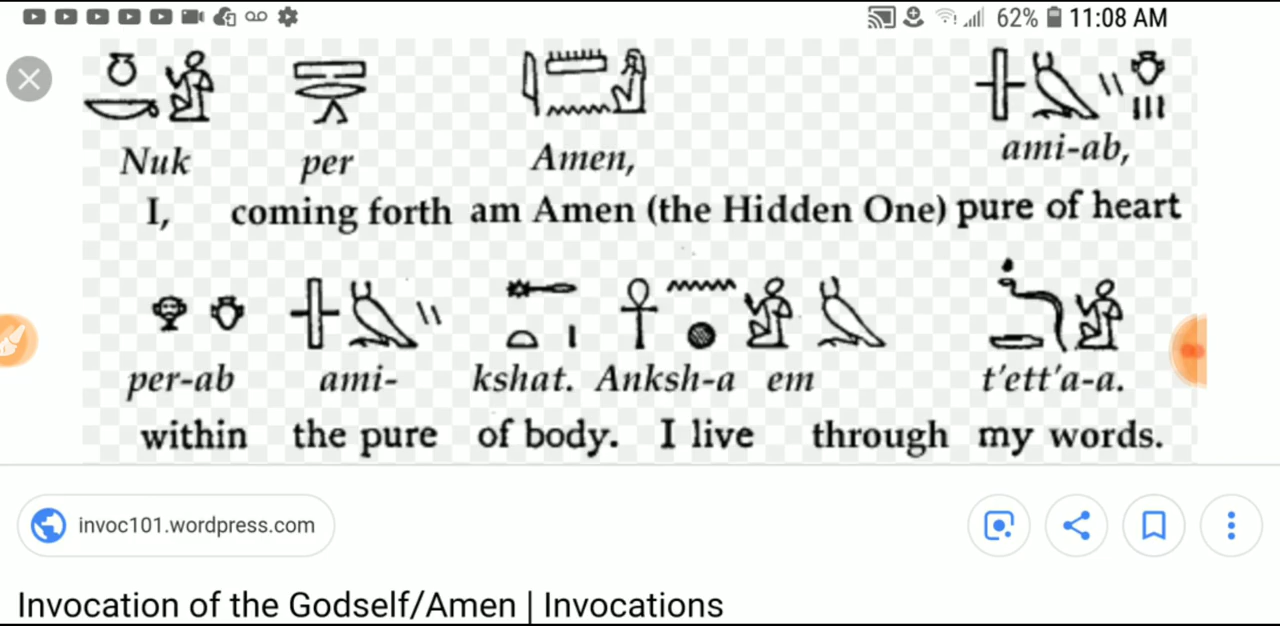 62% 11:08 AM
Nuk per Amen, ami-ab,
I, coming forth am Amen (the Hidden One) pure of heart
per-ab ami- kshat. Anksh-a em t'ett'a-a.
within the pure of body. I live through my words.
invoc101.wordpress.com
Invocation of the Godself/Amen | Invocations